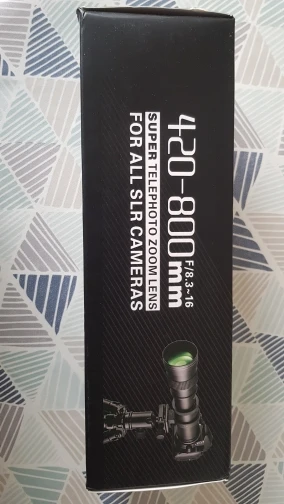 420-800mm F/8.3~16
SUPER TELEPHOTO ZOOM LENS
FOR ALL SLR CAMERAS